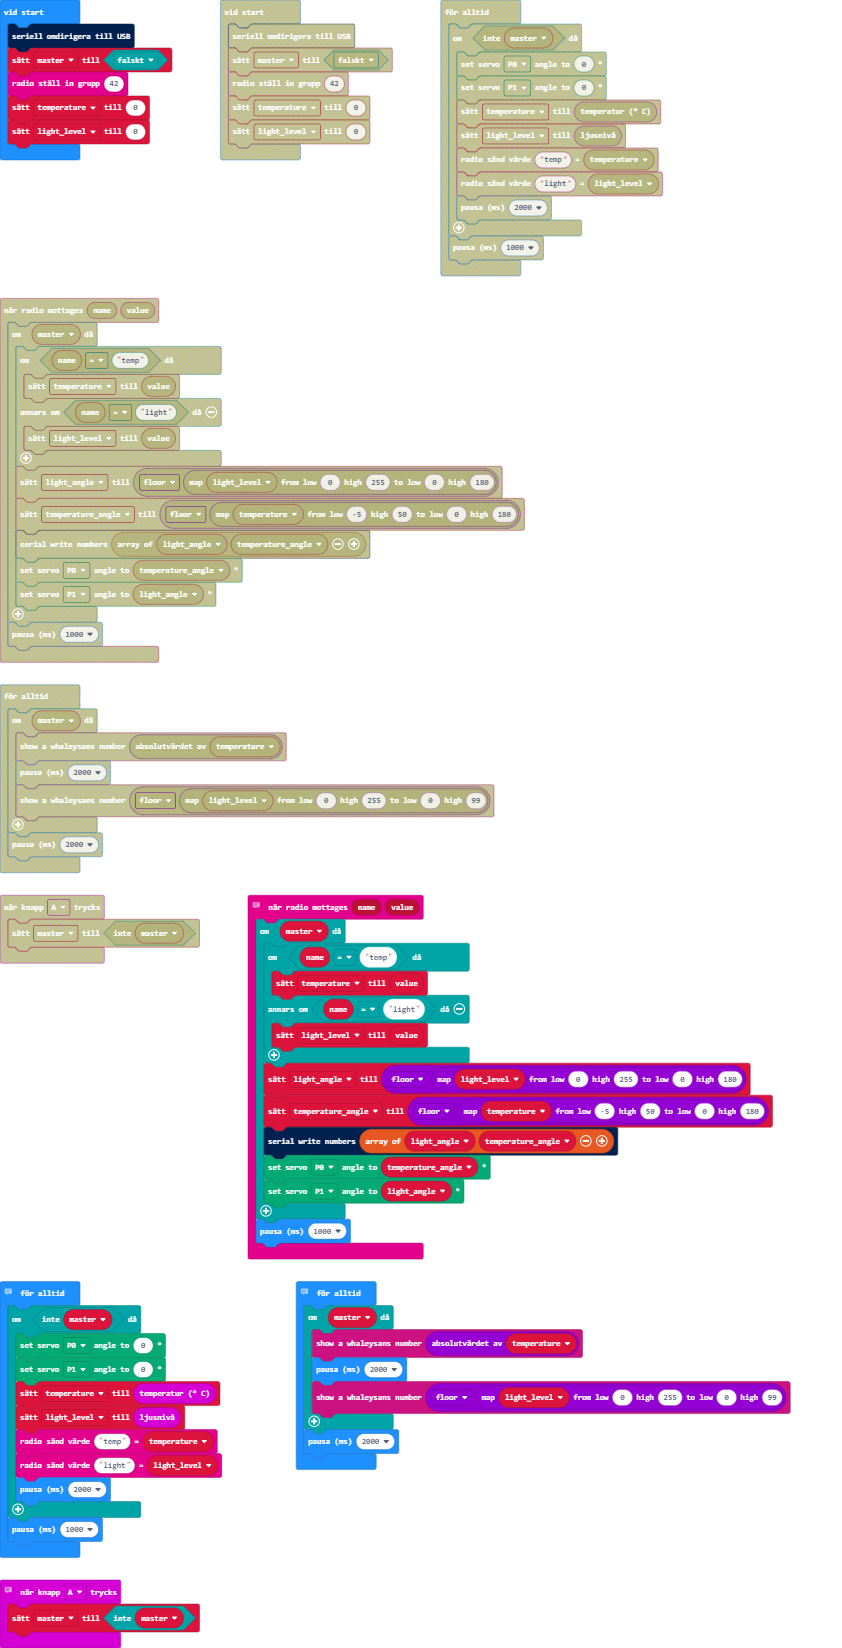 vid start
seriell omdirigera till USB
sätt master till falskt
radio ställ in grupp 42
sätt temperature till 0
sätt light_level till 0
vid start
seriell omdirigera till USB
sätt master till falskt
radio ställ in grupp 42
sätt temperature till 0
sätt light_level till 0
för alltid
om inte master då
set servo P0 angle to 0 °
set servo P1 angle to 0 °
sätt temperature till temperatur (° C)
sätt light_level till ljusnivå
radio sänd värde "temp" = temperature
radio sänd värde "light" = light_level
pausa (ms) 2000
pausa (ms) 1000
när radio mottages name value
om master då
om name = "temp" då
sätt temperature till value
annars om name = "light" då
sätt light_level till value
sätt light_angle till floor map light_level from low 0 high 255 to low 0 high 180
sätt temperature_angle till floor map temperature from low -5 high 50 to low 0 high 180
serial write numbers array of light_angle temperature_angle
set servo P0 angle to temperature_angle °
set servo P1 angle to light_angle °
pausa (ms) 1000
för alltid
om master då
show a whaleysans number absolutvärdet av temperature
pausa (ms) 2000
show a whaleysans number floor map light_level from low 0 high 255 to low 0 high 99
pausa (ms) 2000
när knapp A trycks
sätt master till inte master
när radio mottages name value
om master då
om name = "temp" då
sätt temperature till value
annars om name = "light" då
sätt light_level till value
sätt light_angle till floor map light_level from low 0 high 255 to low 0 high 180
sätt temperature_angle till floor map temperature from low -5 high 50 to low 0 high 180
serial write numbers array of light_angle temperature_angle
set servo P0 angle to temperature_angle °
set servo P1 angle to light_angle °
pausa (ms) 1000
för alltid
om inte master då
set servo P0 angle to 0 °
set servo P1 angle to 0 °
sätt temperature till temperatur (° C)
sätt light_level till ljusnivå
radio sänd värde "temp" = temperature
radio sänd värde "light" = light_level
pausa (ms) 2000
pausa (ms) 1000
för alltid
om master då
show a whaleysans number absolutvärdet av temperature
pausa (ms) 2000
show a whaleysans number floor map light_level from low 0 high 255 to low 0 high 99
pausa (ms) 2000
när knapp A trycks
sätt master till inte master